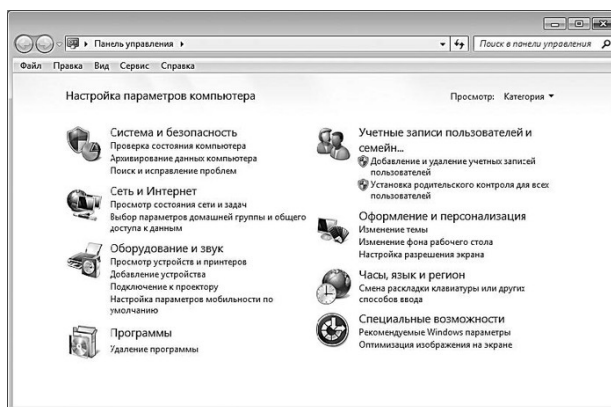 Панель управления
Поиск в панели управления
Файл Правка Вид Сервис Справка
Настройка параметров компьютера
Просмотр: Категория
Система и безопасность
Проверка состояния компьютера
Архивирование данных компьютера
Поиск и исправление проблем
Сеть и Интернет
Просмотр состояния сети и задач
Выбор параметров домашней группы и общего
доступа к данным
Оборудование и звук
Просмотр устройств и принтеров
Добавление устройства
Подключение к проектору
Настройка параметров мобильности по
умолчанию
Программы
Удаление программы
Учетные записи пользователей и
семейн...
Добавление и удаление учетных записей
пользователей
Установка родительского контроля для всех
пользователей
Оформление и персонализация
Изменение темы
Изменение фона рабочего стола
Настройка разрешения экрана
Часы, язык и регион
Смена раскладки клавиатуры или других
способов ввода
Специальные возможности
Рекомендуемые Windows параметры
Оптимизация изображения на экране